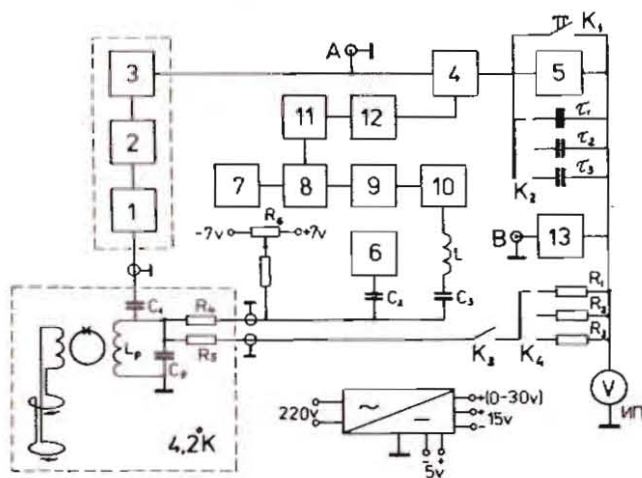 K₁
A
3
4
5
τ₁
11
12
2
τ₂
7
8
9
10
τ₃
K₂
1
-7v
R₆
+7v
6
L
B
13
C₁
R₄
C₂
C₃
R₁
R₂
R₃
Lₚ
R₅
Cₚ
K₃
K₄
V
ИП
220v
~
–
+(0-30v)
+
15v
-
4,2°K
- +
5v